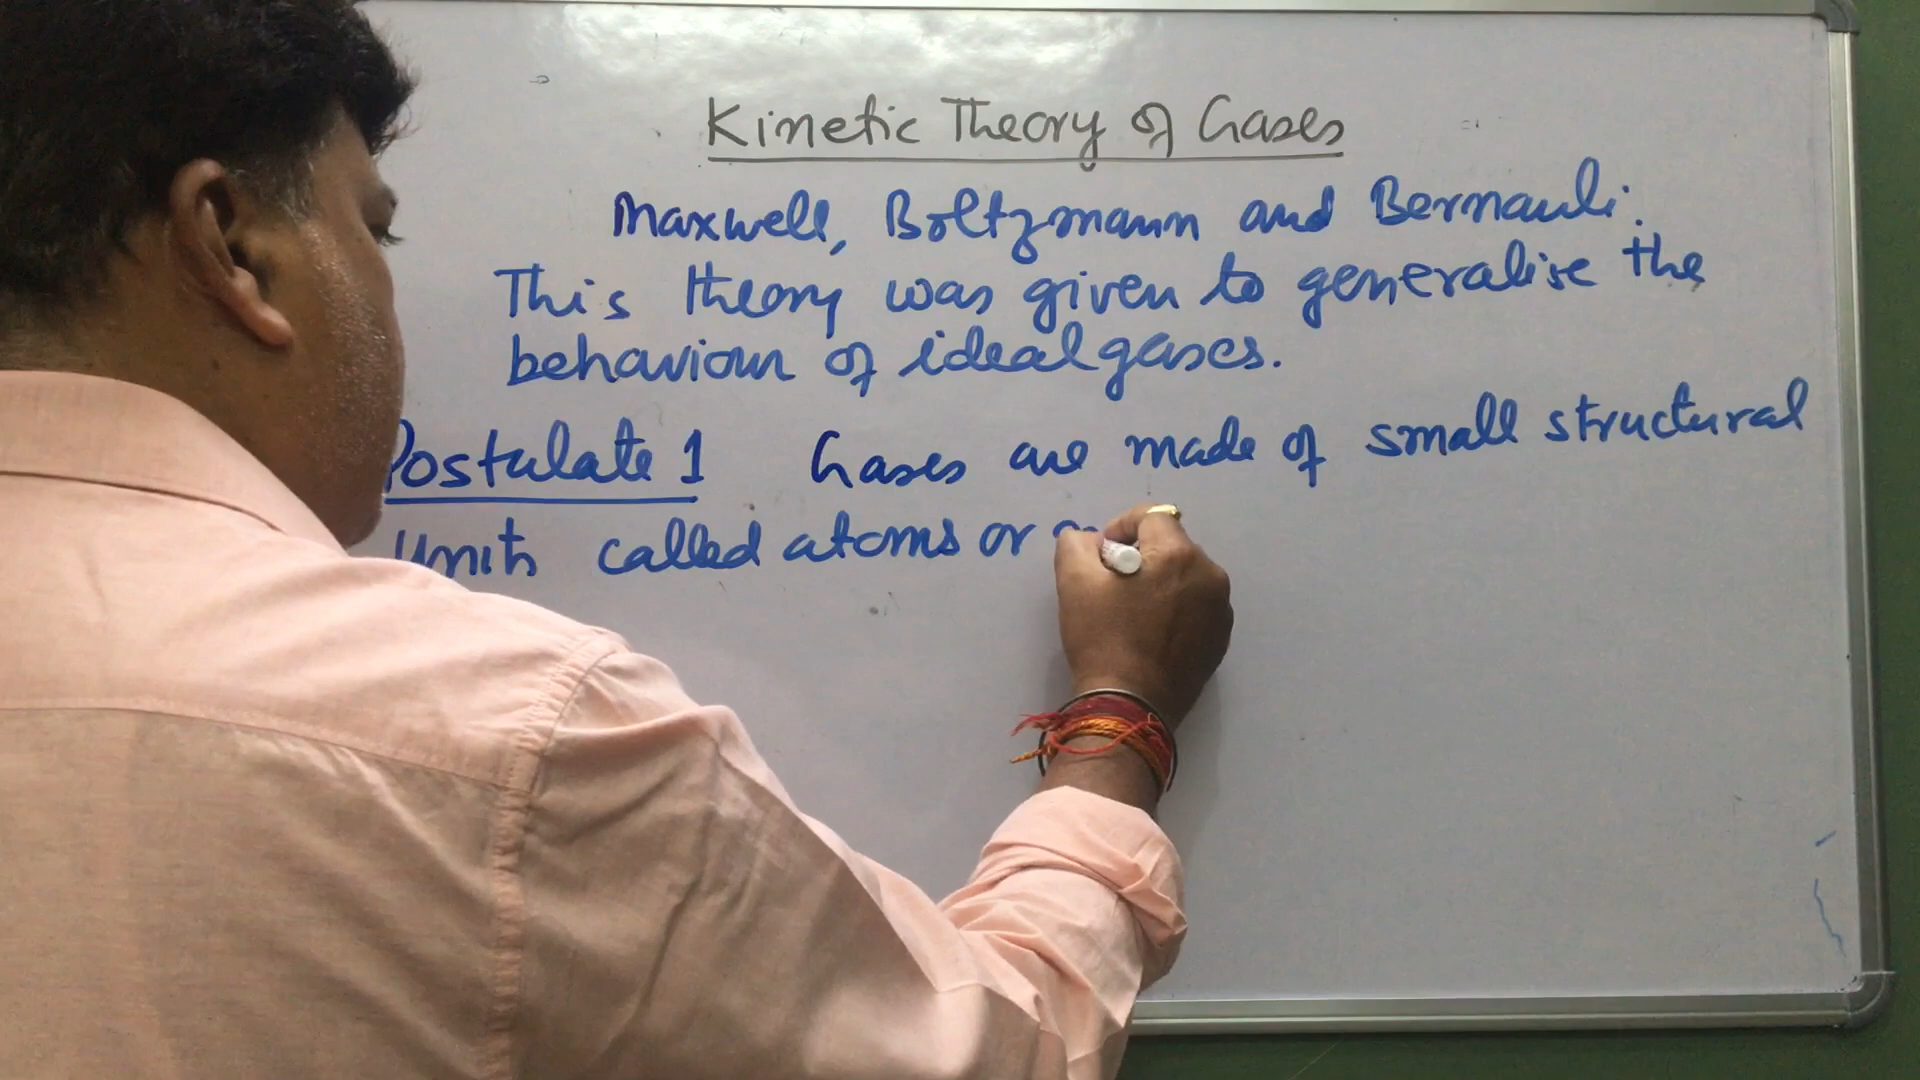 Kinetic Theory of Gases
Maxwell, Boltzmann and Bernauli.
This theory was given to generalise the
behaviour of ideal gases.
Postulate 1 Gases are made of small structural
Units called atoms or